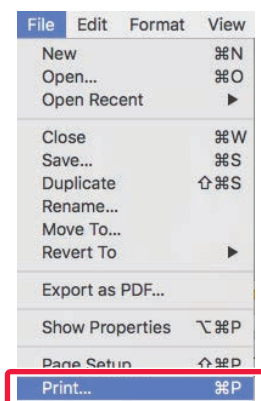 File Edit Format View
New ⌘N
Open... ⌘O
Open Recent ▶
Close ⌘W
Save... ⌘S
Duplicate ⇧⌘S
Rename...
Move To...
Revert To ▶
Export as PDF...
Show Properties ⌥⌘P
Page Setup ⇧⌘P
Print... ⌘P